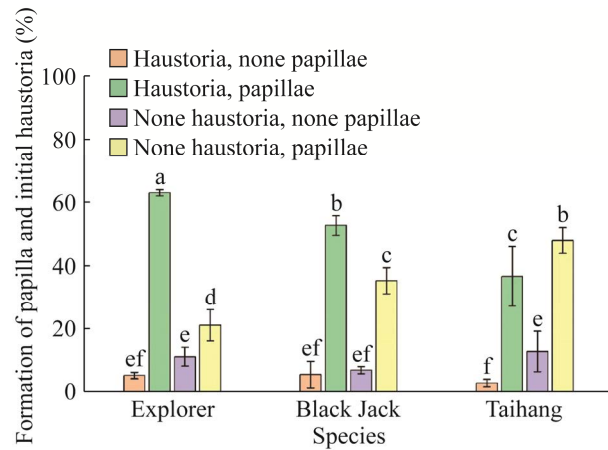 Formation of papilla and initial haustoria (%)
Haustoria, none papillae
Haustoria, papillae
None haustoria, none papillae
None haustoria, papillae
100
80
60
40
20
0
ef
a
e
d
ef
b
ef
c
f
c
e
b
Explorer
Black Jack
Taihang
Species